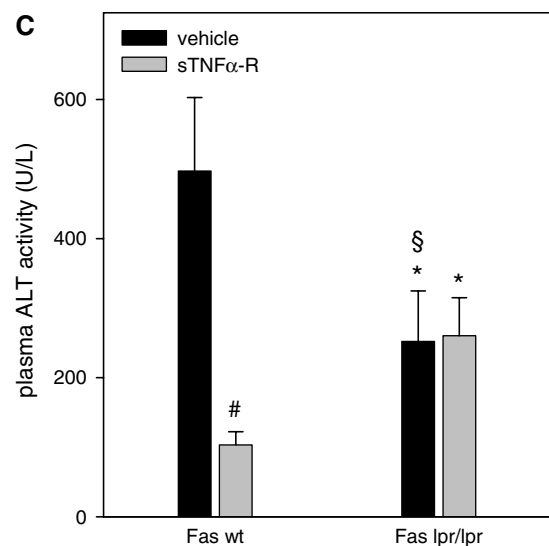 C
vehicle
sTNFα-R
plasma ALT activity (U/L)
600
400
200
0
#
§
*
*
Fas wt
Fas lpr/lpr